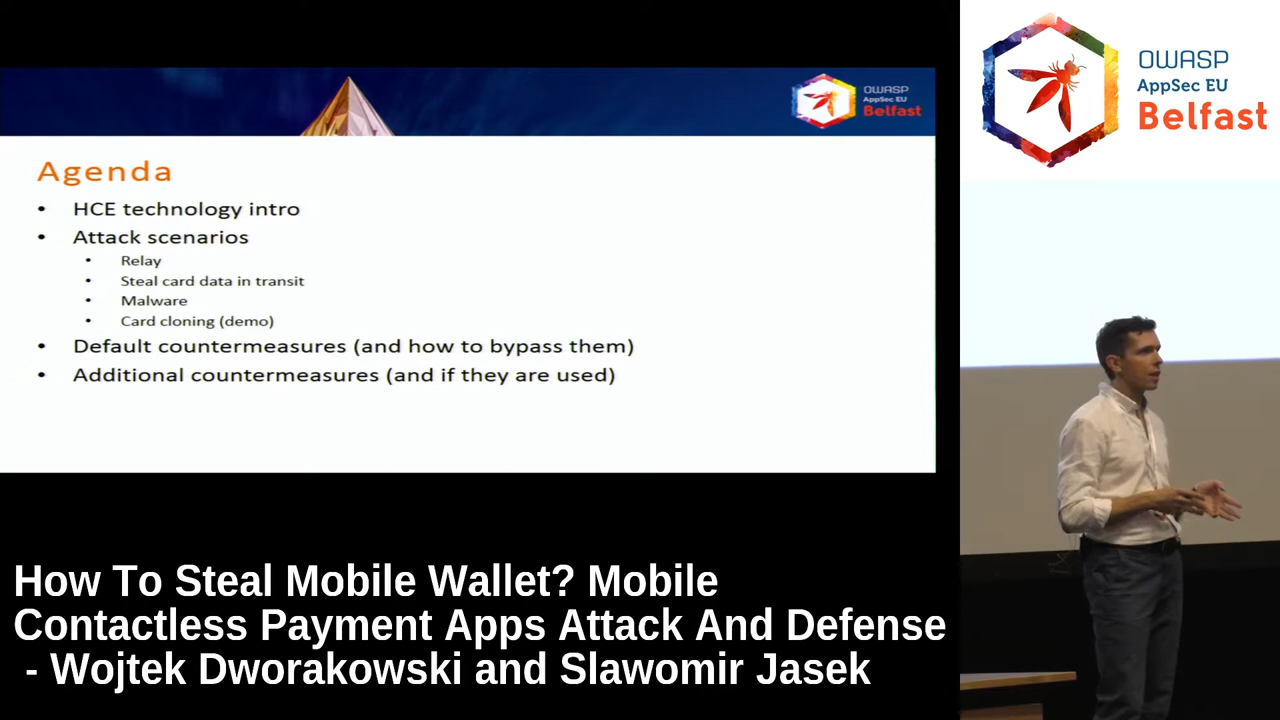 OWASP
AppSec EU
Belfast
OWASP
AppSec EU
Belfast
Agenda
• HCE technology intro
• Attack scenarios
• Relay
• Steal card data in transit
• Malware
• Card cloning (demo)
• Default countermeasures (and how to bypass them)
• Additional countermeasures (and if they are used)
How To Steal Mobile Wallet? Mobile
Contactless Payment Apps Attack And Defense
- Wojtek Dworakowski and Slawomir Jasek